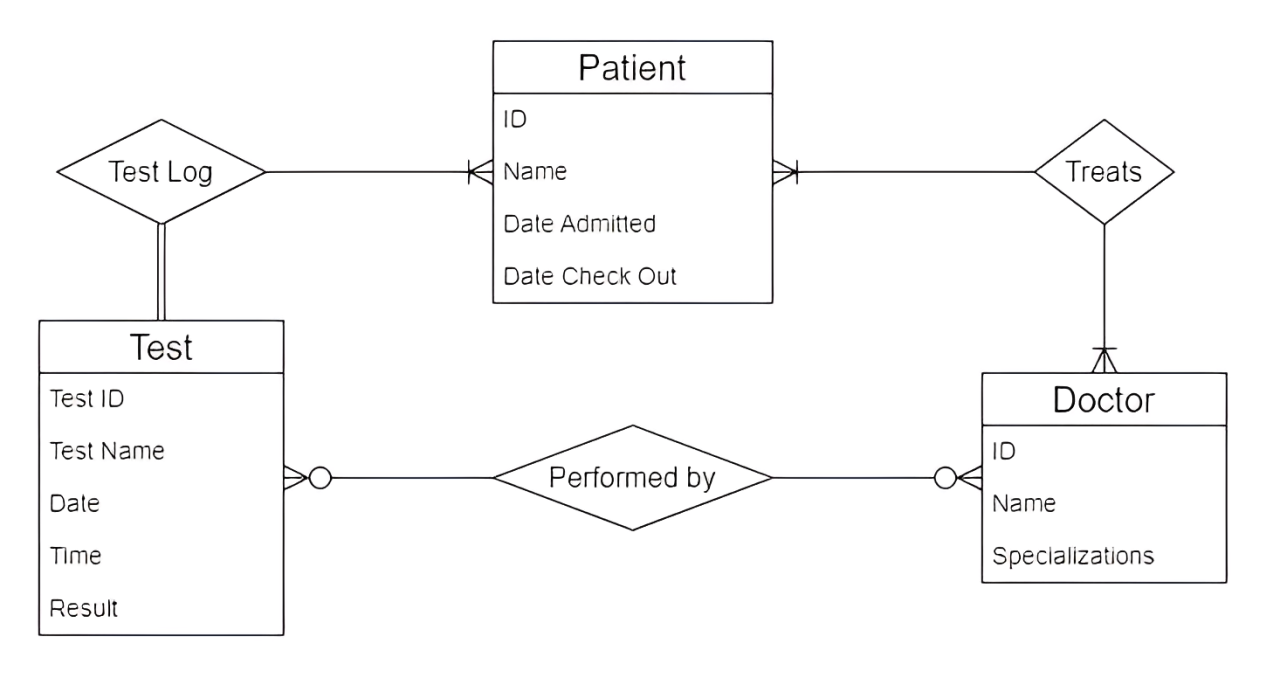 Patient
ID
Name
Date Admitted
Date Check Out
Test Log
Treats
Test
Test ID
Test Name
Date
Time
Result
Performed by
Doctor
ID
Name
Specializations